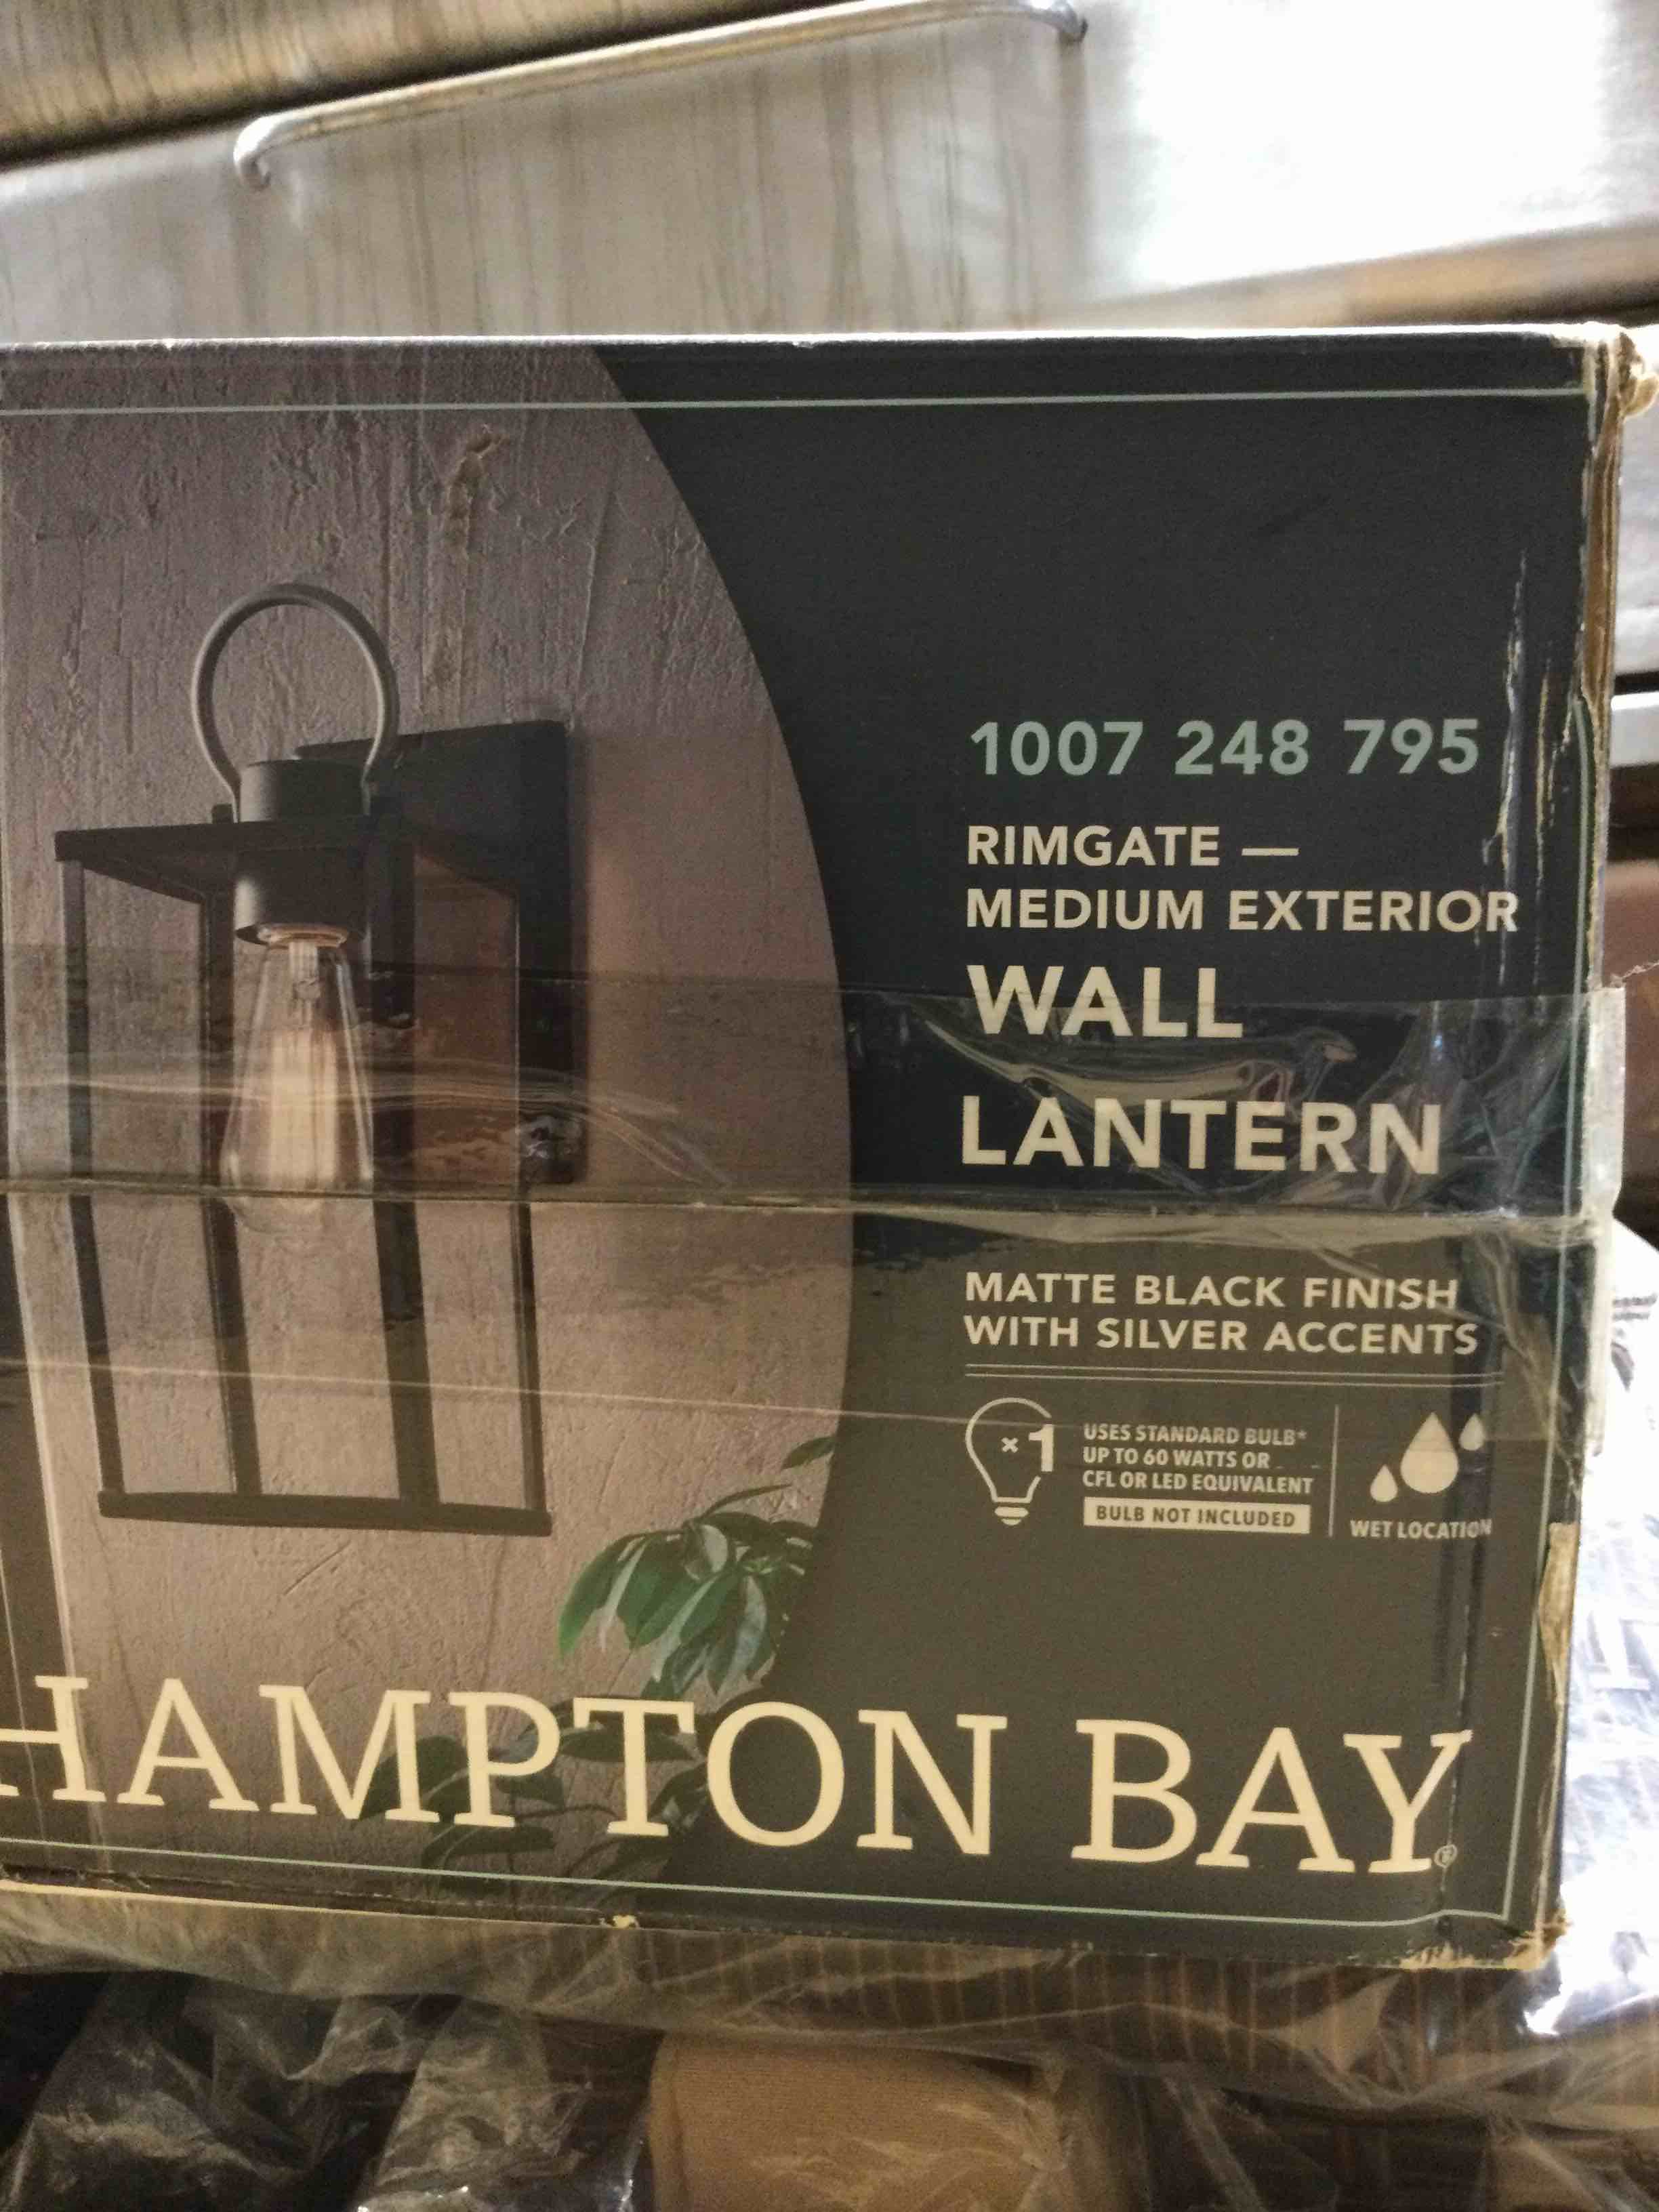 1007 248 795
RIMGATE —
MEDIUM EXTERIOR
WALL
LANTERN
MATTE BLACK FINISH
WITH SILVER ACCENTS
×1
USES STANDARD BULB*
UP TO 60 WATTS OR
CFL OR LED EQUIVALENT
BULB NOT INCLUDED
WET LOCATION
HAMPTON BAY®